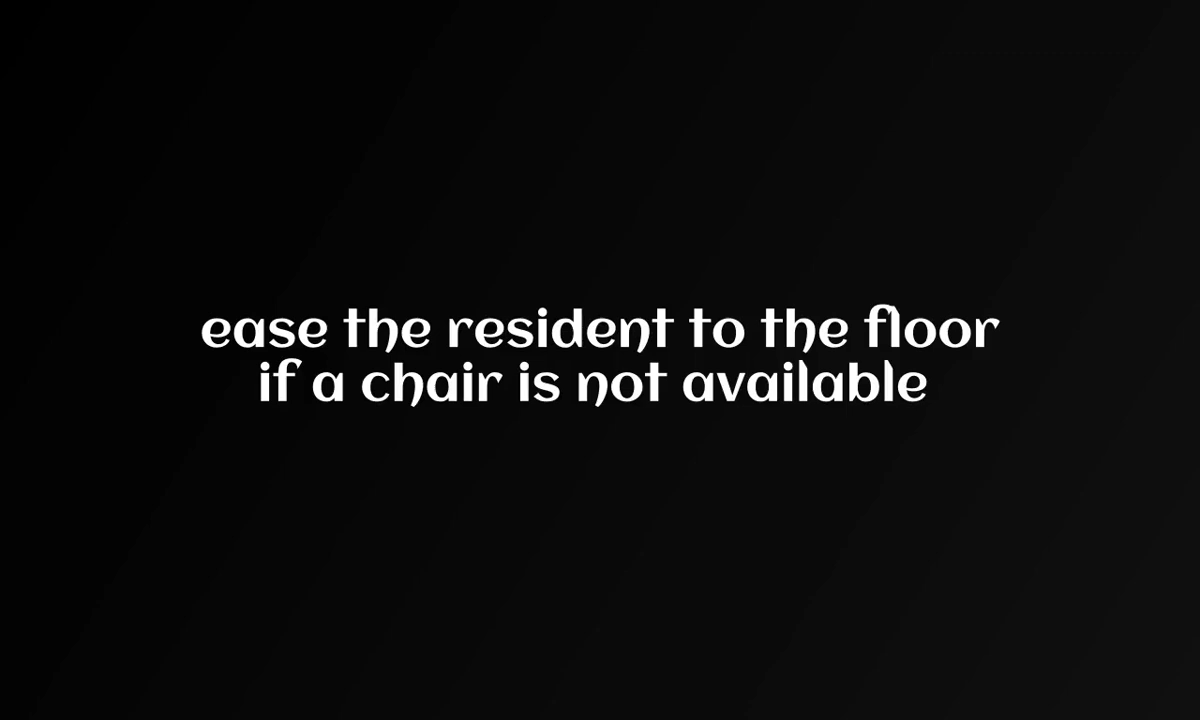 ease the resident to the floor
if a chair is not available